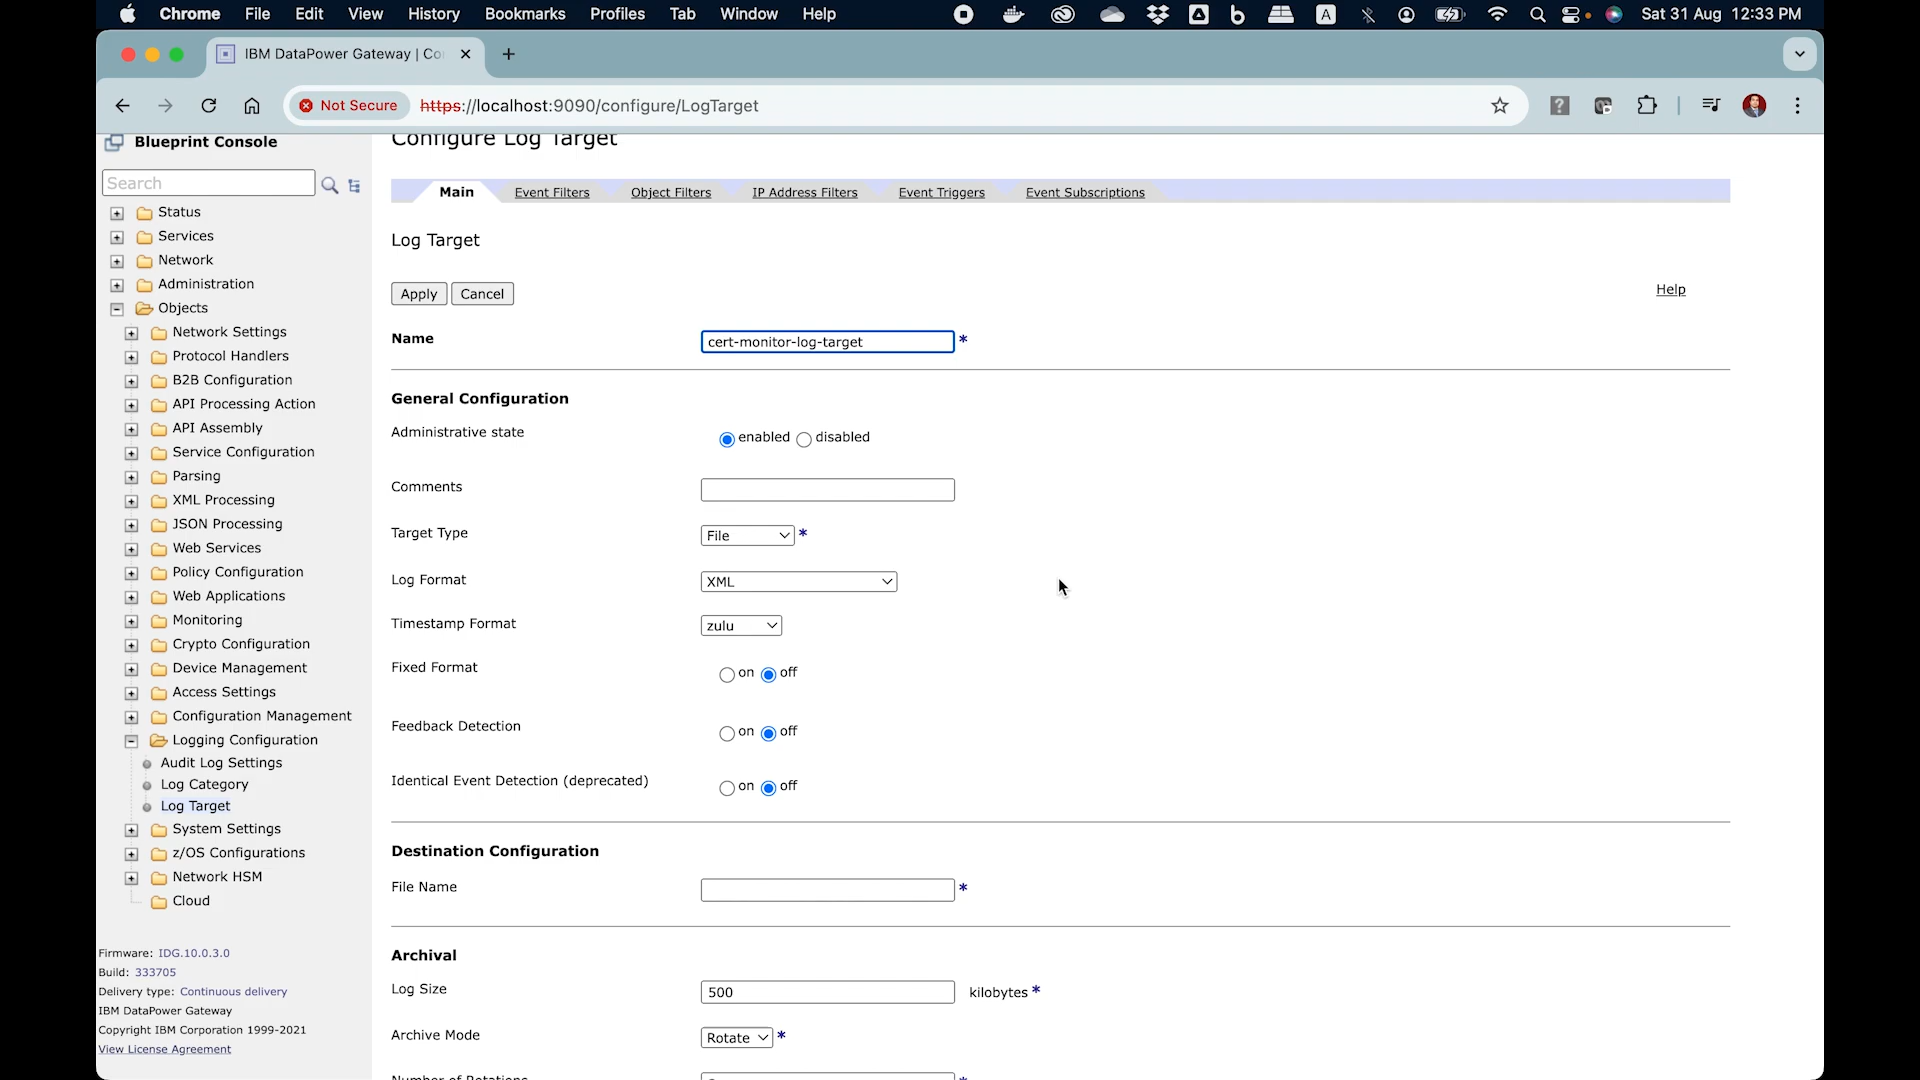 Chrome File Edit View History Bookmarks Profiles Tab Window Help Sat 31 Aug 12:33 PM
IBM DataPower Gateway | Co
Not Secure https://localhost:9090/configure/LogTarget
Blueprint Console
Search
Status
Services
Network
Administration
Objects
Network Settings
Protocol Handlers
B2B Configuration
API Processing Action
API Assembly
Service Configuration
Parsing
XML Processing
JSON Processing
Web Services
Policy Configuration
Web Applications
Monitoring
Crypto Configuration
Device Management
Access Settings
Configuration Management
Logging Configuration
Audit Log Settings
Log Category
Log Target
System Settings
z/OS Configurations
Network HSM
Cloud
Firmware: IDG.10.0.3.0
Build: 333705
Delivery type: Continuous delivery
IBM DataPower Gateway
Copyright IBM Corporation 1999-2021
View License Agreement
Configure Log Target
Main Event Filters Object Filters IP Address Filters Event Triggers Event Subscriptions
Log Target
Apply Cancel Help
Name cert-monitor-log-target *
General Configuration
Administrative state enabled disabled
Comments
Target Type File *
Log Format XML
Timestamp Format zulu
Fixed Format on off
Feedback Detection on off
Identical Event Detection (deprecated) on off
Destination Configuration
File Name *
Archival
Log Size 500 kilobytes *
Archive Mode Rotate *
Number of Rotations